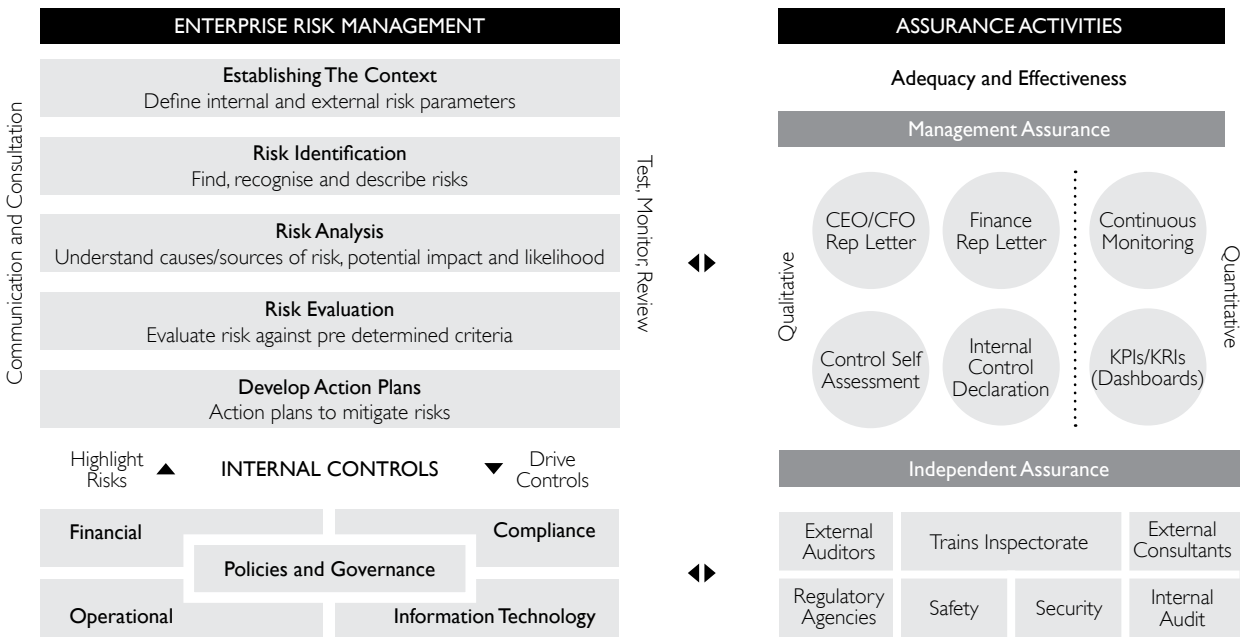 ENTERPRISE RISK MANAGEMENT
Communication and Consultation
Establishing The Context
Define internal and external risk parameters
Risk Identification
Find, recognise and describe risks
Risk Analysis
Understand causes/sources of risk, potential impact and likelihood
Risk Evaluation
Evaluate risk against pre determined criteria
Develop Action Plans
Action plans to mitigate risks
Test, Monitor, Review
Highlight
Risks
INTERNAL CONTROLS
Drive
Controls
Financial
Compliance
Policies and Governance
Operational
Information Technology
ASSURANCE ACTIVITIES
Adequacy and Effectiveness
Management Assurance
Qualitative
CEO/CFO
Rep Letter
Finance
Rep Letter
Continuous
Monitoring
Control Self
Assessment
Internal
Control
Declaration
KPIs/KRIs
(Dashboards)
Quantitative
Independent Assurance
External
Auditors
Trains Inspectorate
External
Consultants
Regulatory
Agencies
Safety
Security
Internal
Audit